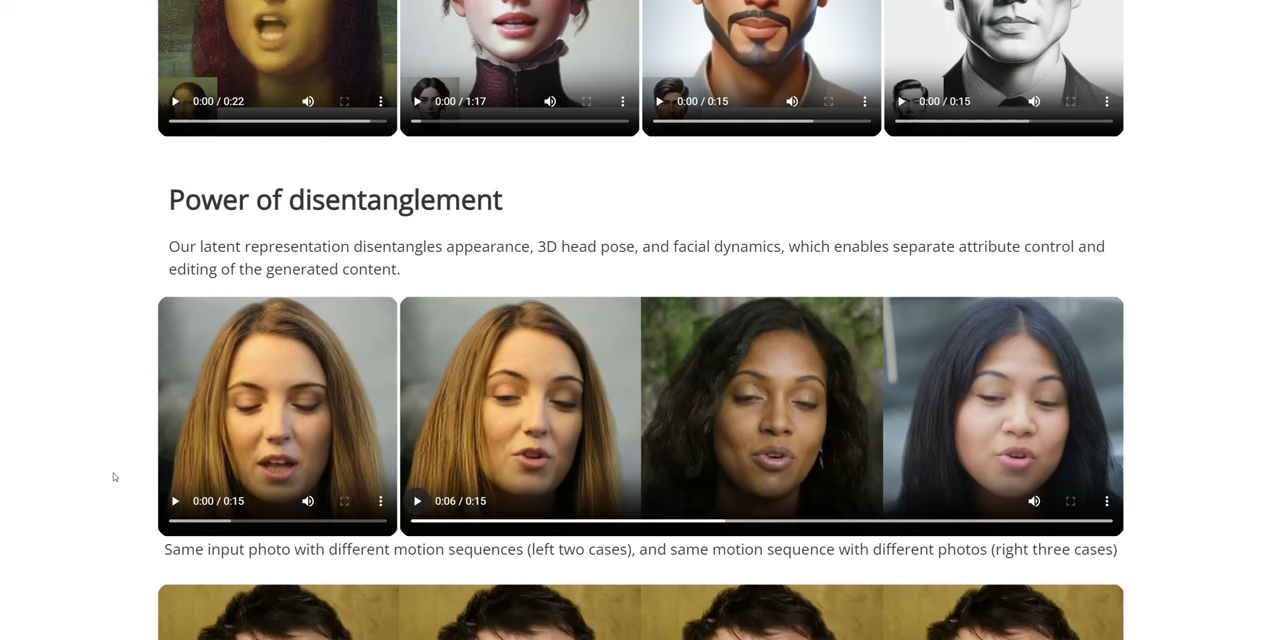 0:00 / 0:22
0:00 / 1:17
0:00 / 0:15
0:00 / 0:15
Power of disentanglement
Our latent representation disentangles appearance, 3D head pose, and facial dynamics, which enables separate attribute control and
editing of the generated content.
0:00 / 0:15
0:06 / 0:15
Same input photo with different motion sequences (left two cases), and same motion sequence with different photos (right three cases)